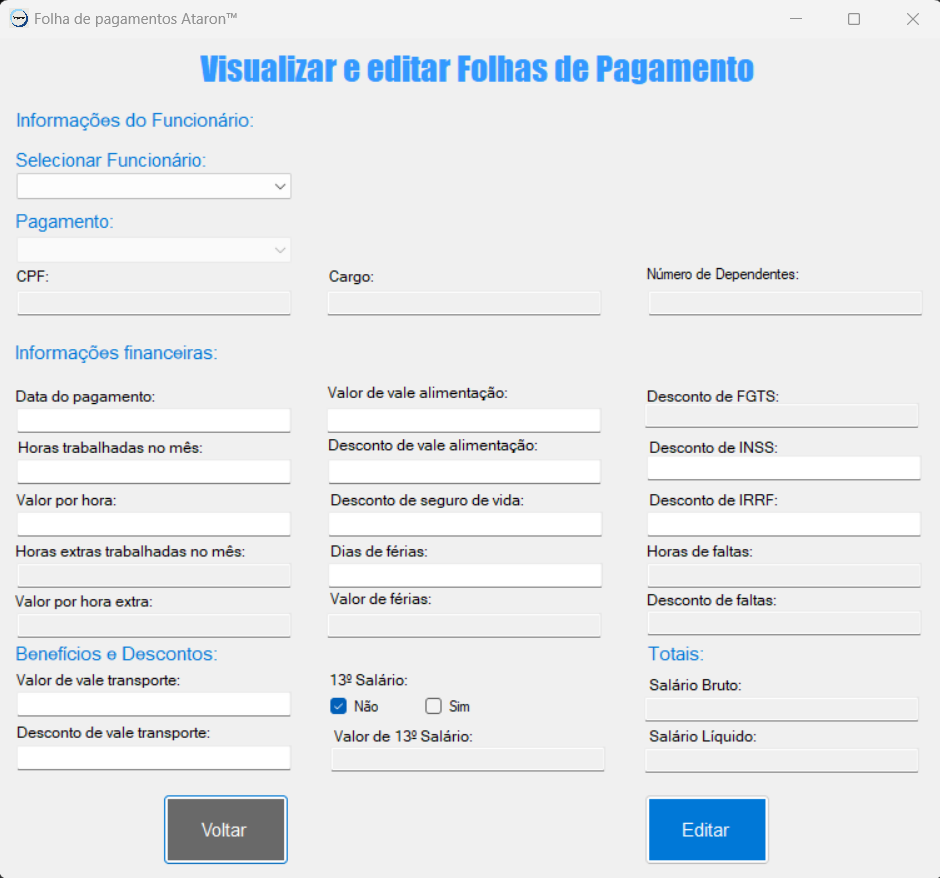 Folha de pagamentos Ataron™
Visualizar e editar Folhas de Pagamento
Informações do Funcionário:
Selecionar Funcionário:
Pagamento:
CPF:
Cargo:
Número de Dependentes:
Informações financeiras:
Data do pagamento:
Valor de vale alimentação:
Desconto de FGTS:
Horas trabalhadas no mês:
Desconto de vale alimentação:
Desconto de INSS:
Valor por hora:
Desconto de seguro de vida:
Desconto de IRRF:
Horas extras trabalhadas no mês:
Dias de férias:
Horas de faltas:
Valor por hora extra:
Valor de férias:
Desconto de faltas:
Benefícios e Descontos:
Totais:
Valor de vale transporte:
13º Salário:
Salário Bruto:
Não
Sim
Desconto de vale transporte:
Valor de 13º Salário:
Salário Líquido:
Voltar
Editar